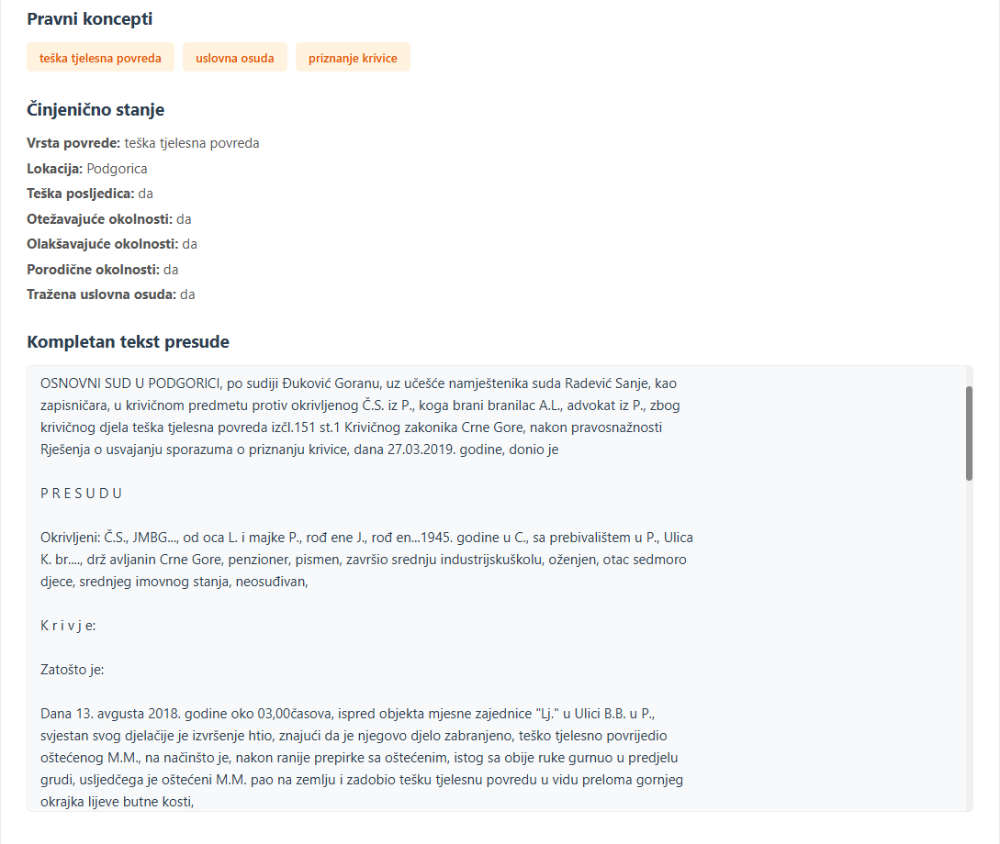 Pravni koncepti
teška tjelesna povreda uslovna osuda priznanje krivice
Činjenično stanje
Vrsta povrede: teška tjelesna povreda
Lokacija: Podgorica
Teška posljedica: da
Otežavajuće okolnosti: da
Olakšavajuće okolnosti: da
Porodične okolnosti: da
Tražena uslovna osuda: da
Kompletan tekst presude
OSNOVNI SUD U PODGORICI, po sudiji Đuković Goranu, uz učešće namještenika suda Radević Sanje, kao
zapisničara, u krivičnom predmetu protiv okrivljenog Č.S. iz P., koga brani branilac A.L., advokat iz P., zbog
krivičnog djela teška tjelesna povreda izčl.151 st.1 Krivičnog zakonika Crne Gore, nakon pravosnažnosti
Rješenja o usvajanju sporazuma o priznanju krivice, dana 27.03.2019. godine, donio je
P R E S U D U
Okrivljeni: Č.S., JMBG..., od oca L. i majke P., rođ ene J., rođ en...1945. godine u C., sa prebivalištem u P., Ulica
K. br...., drž avljanin Crne Gore, penzioner, pismen, završio srednju industrijskuškolu, oženjen, otac sedmoro
djece, srednjeg imovnog stanja, neosuđivan,
K r i v j e:
Zatošto je:
Dana 13. avgusta 2018. godine oko 03,00časova, ispred objekta mjesne zajednice "Lj." u Ulici B.B. u P.,
svjestan svog djelačije je izvršenje htio, znajući da je njegovo djelo zabranjeno, teško tjelesno povrijedio
oštećenog M.M., na načinšto je, nakon ranije prepirke sa oštećenim, istog sa obije ruke gurnuo u predjelu
grudi, usljedčega je oštećeni M.M. pao na zemlju i zadobio tešku tjelesnu povredu u vidu preloma gornjeg
okrajka lijeve butne kosti,